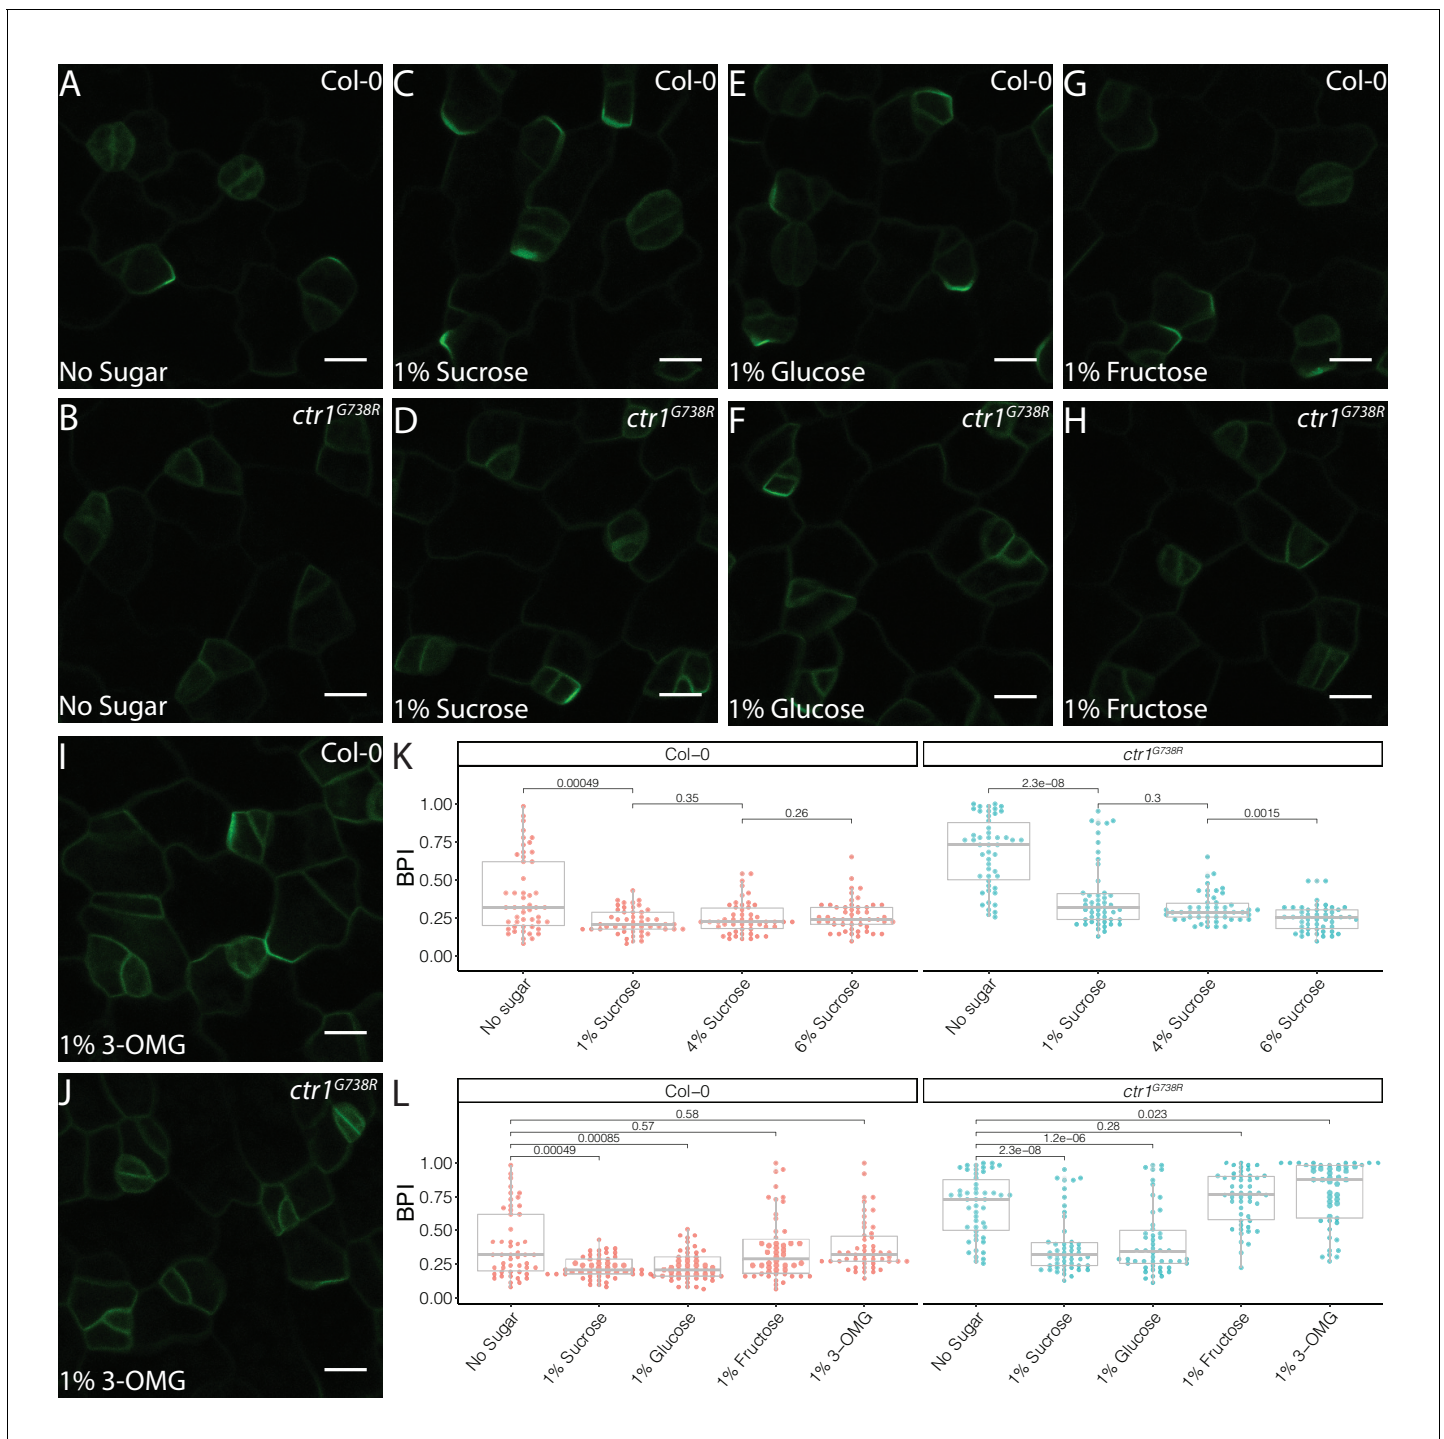 A Col-0
No Sugar
C Col-0
1% Sucrose
E Col-0
1% Glucose
G Col-0
1% Fructose
B ctr1G738R
No Sugar
D ctr1G738R
1% Sucrose
F ctr1G738R
1% Glucose
H ctr1G738R
1% Fructose
I Col-0
1% 3-OMG
J ctr1G738R
1% 3-OMG
K
Col−0 ctr1G738R
0.00049 2.3e−08
0.35 0.3
0.26 0.0015
BPI
1.00
0.75
0.50
0.25
0.00
No sugar 1% Sucrose 4% Sucrose 6% Sucrose No sugar 1% Sucrose 4% Sucrose 6% Sucrose
L
Col−0 ctr1G738R
0.58 0.023
0.57 0.28
0.00085 1.2e−06
0.00049 2.3e−08
BPI
1.00
0.75
0.50
0.25
0.00
No Sugar 1% Sucrose 1% Glucose 1% Fructose 1% 3−OMG No Sugar 1% Sucrose 1% Glucose 1% Fructose 1% 3−OMG